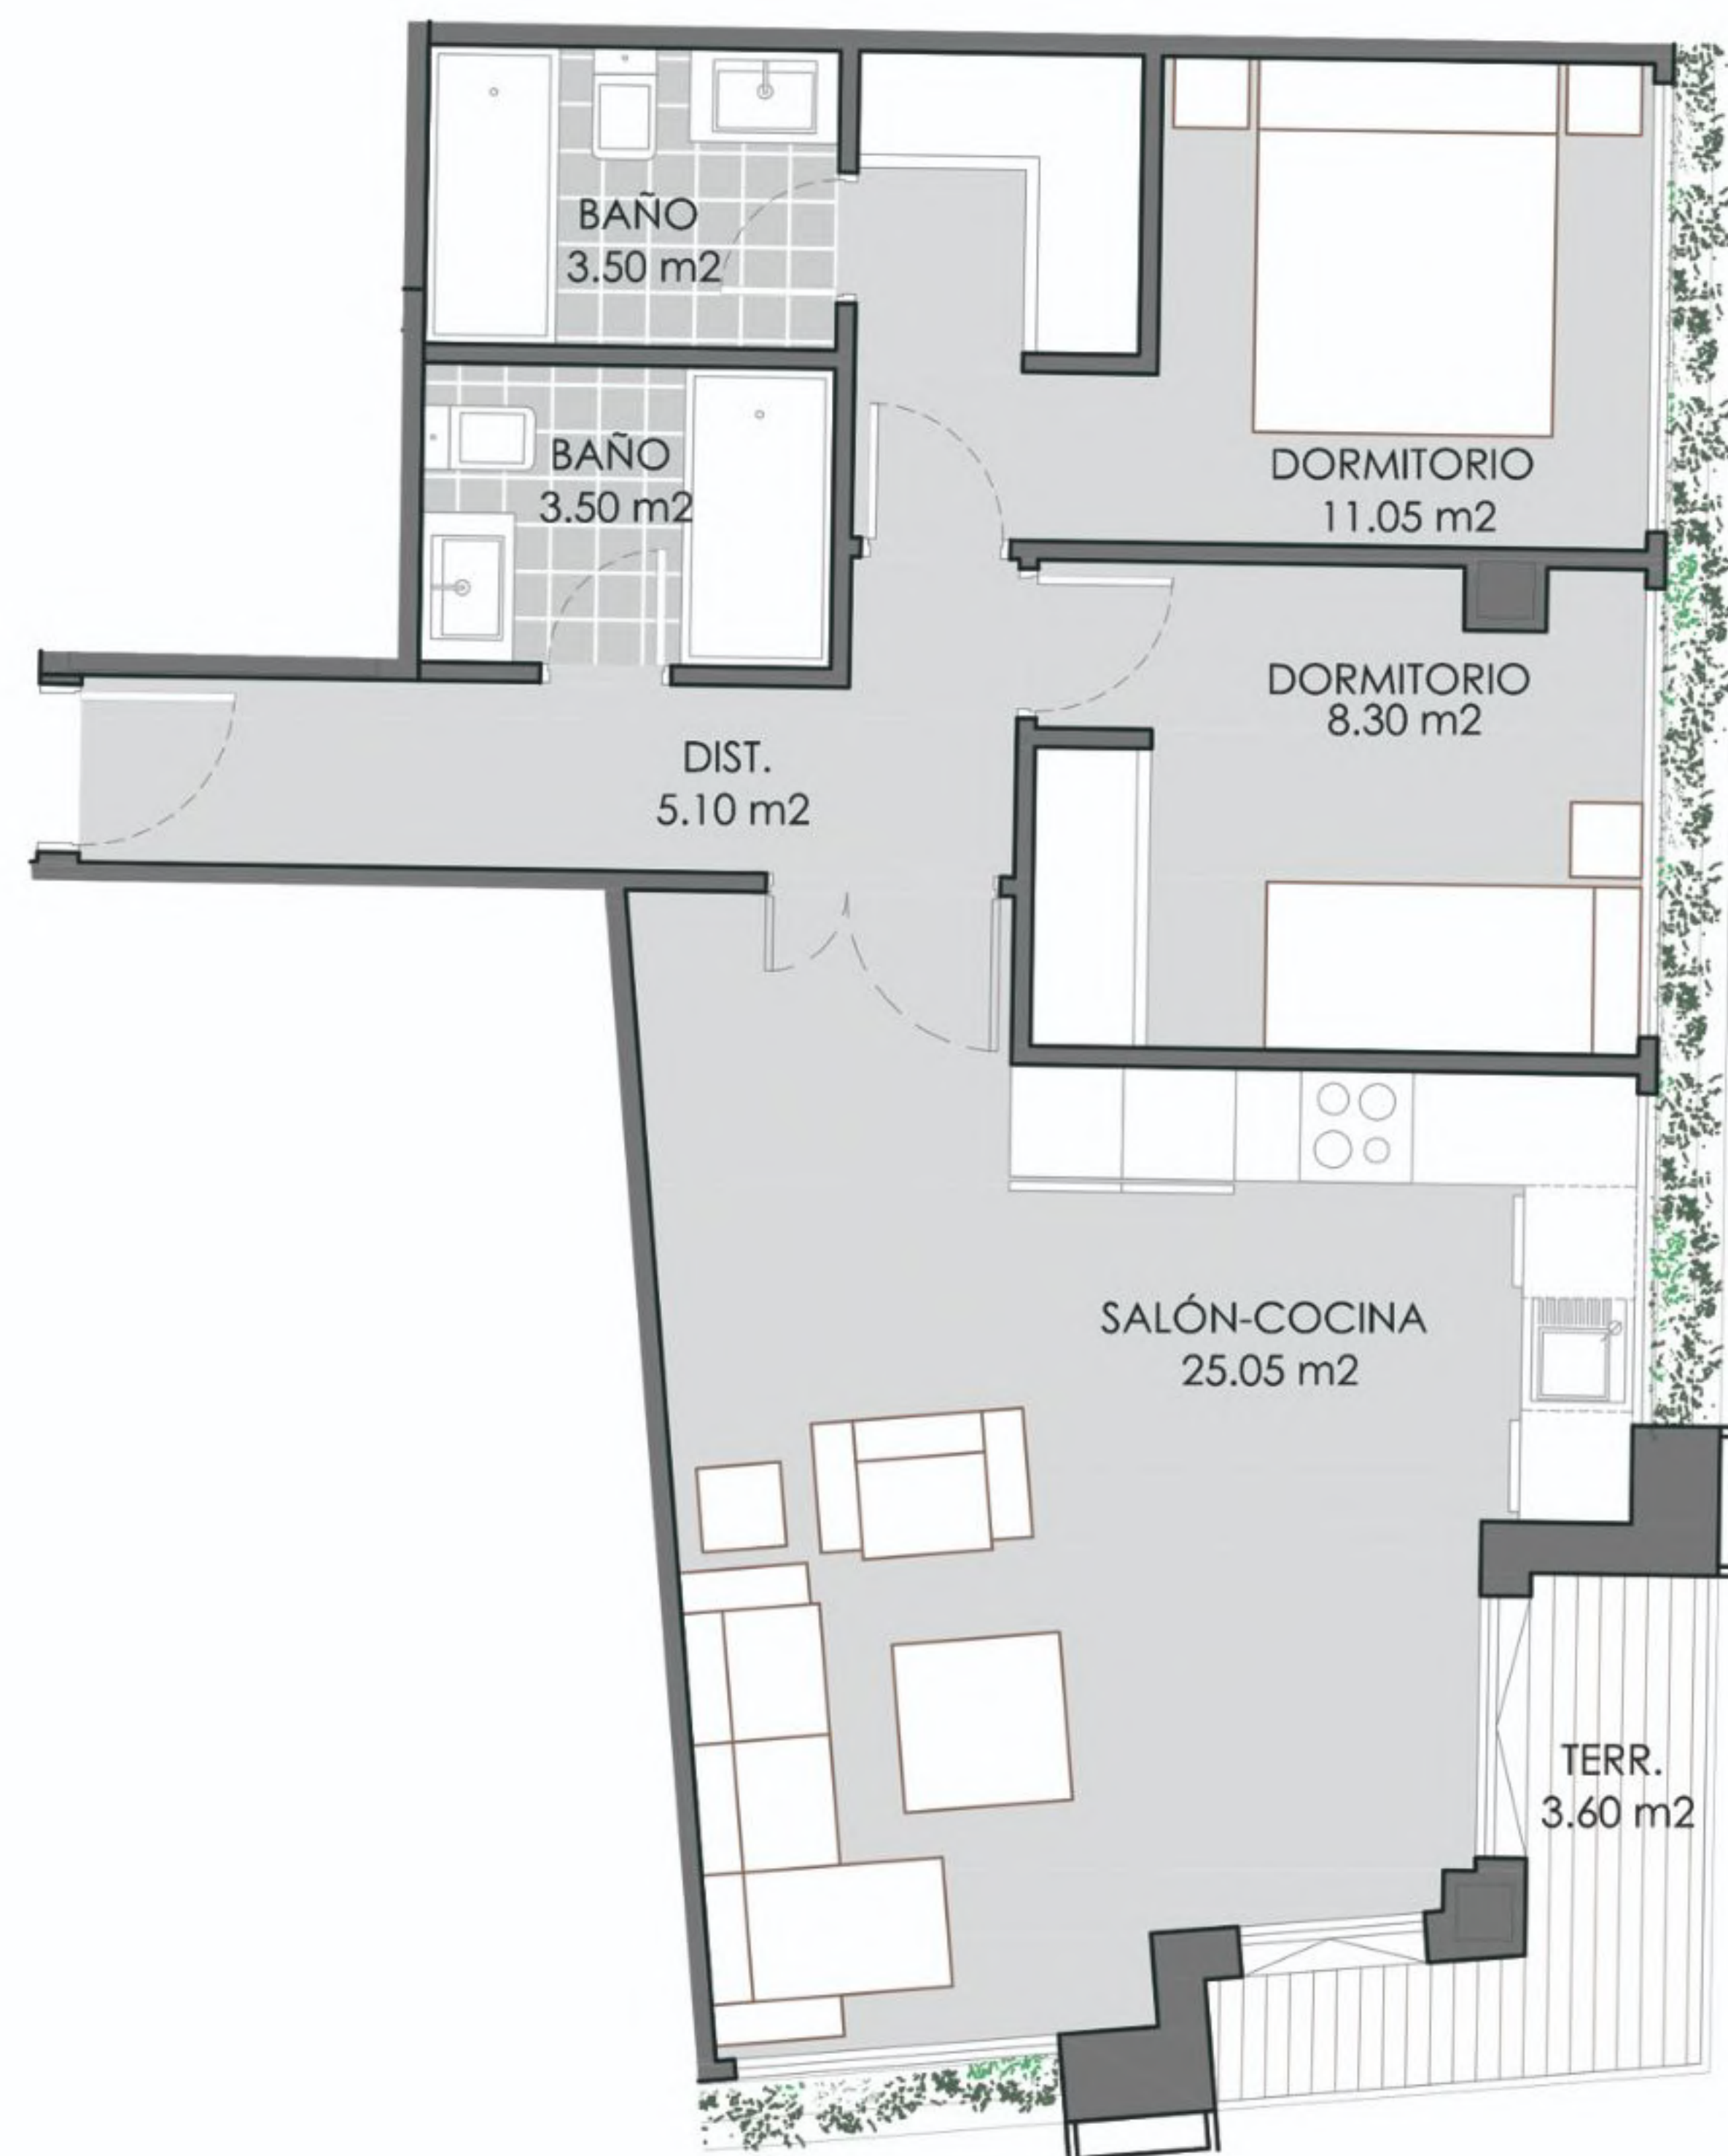 BAÑO
3.50 m2
BAÑO
3.50 m2
DORMITORIO
11.05 m2
DORMITORIO
8.30 m2
DIST.
5.10 m2
SALÓN-COCINA
25.05 m2
TERR.
3.60 m2